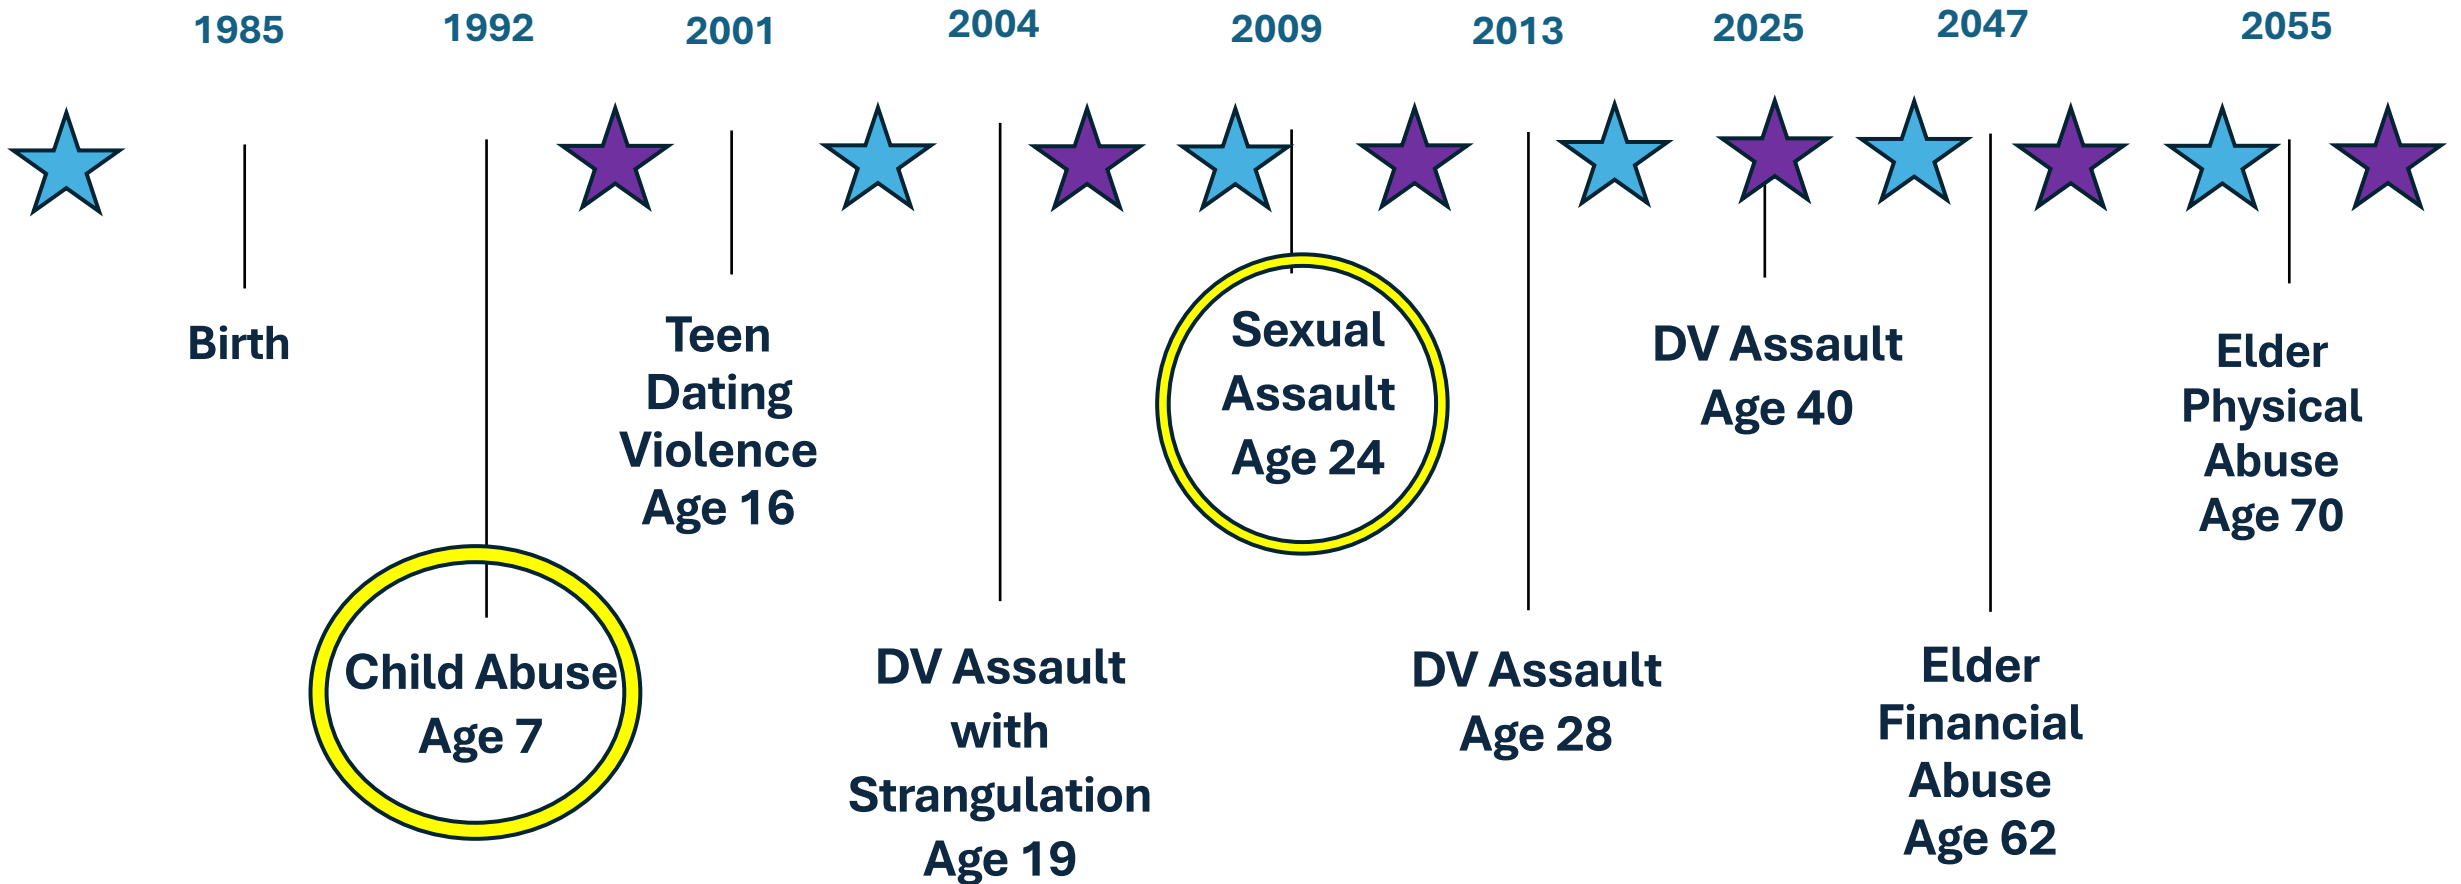 1985
1992
2001
2004
2009
2013
2025
2047
2055
Birth
Child Abuse
Age 7
Teen
Dating
Violence
Age 16
DV Assault
with
Strangulation
Age 19
Sexual
Assault
Age 24
DV Assault
Age 28
DV Assault
Age 40
Elder
Financial
Abuse
Age 62
Elder
Physical
Abuse
Age 70